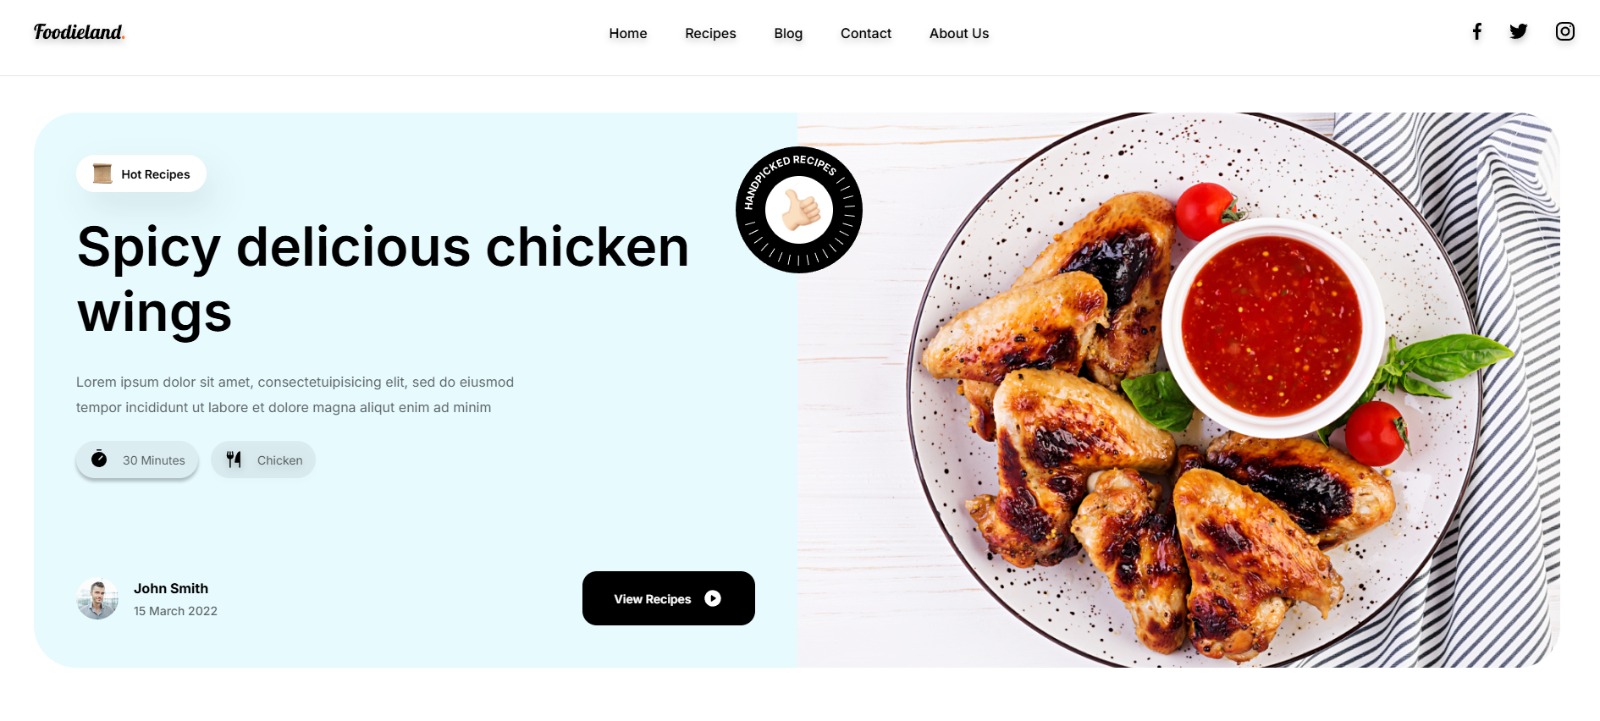 Foodieland.
Home
Recipes
Blog
Contact
About Us
Hot Recipes
HANDPICKED RECIPES
Spicy delicious chicken
wings
Lorem ipsum dolor sit amet, consectetuipisicing elit, sed do eiusmod
tempor incididunt ut labore et dolore magna aliqut enim ad minim
30 Minutes
Chicken
John Smith
15 March 2022
View Recipes